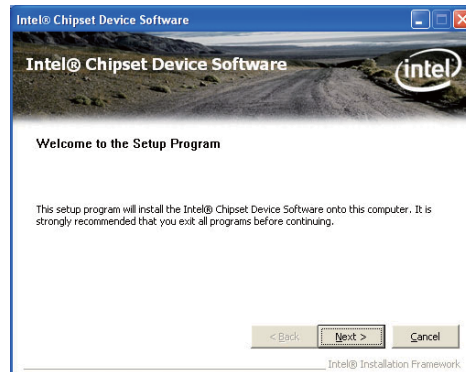 Intel® Chipset Device Software
Intel® Chipset Device Software
intel
Welcome to the Setup Program
This setup program will install the Intel® Chipset Device Software onto this computer. It is
strongly recommended that you exit all programs before continuing.
< Back
Next >
Cancel
Intel® Installation Framework